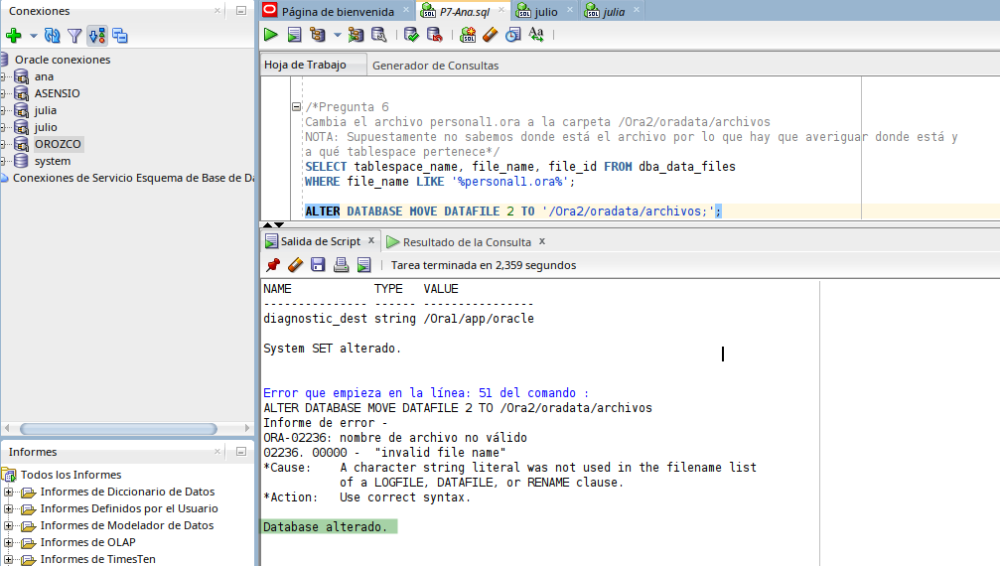 Conexiones
Página de bienvenida
P7-Ana.sql
julio
julia
Oracle conexiones
ana
ASENSIO
julia
julio
OROZCO
system
Conexiones de Servicio Esquema de Base de Da
Hoja de Trabajo
Generador de Consultas
/*Pregunta 6
Cambia el archivo personal1.ora a la carpeta /Ora2/oradata/archivos
NOTA: Supuestamente no sabemos donde está el archivo por lo que hay que averiguar donde está y
a qué tablespace pertenece*/
SELECT tablespace_name, file_name, file_id FROM dba_data_files
WHERE file_name LIKE '%personal1.ora%';
ALTER DATABASE MOVE DATAFILE 2 TO '/Ora2/oradata/archivos;';
Salida de Script
Resultado de la Consulta
Tarea terminada en 2,359 segundos
NAME TYPE VALUE
--------------- ------ ----------------
diagnostic_dest string /Ora1/app/oracle
System SET alterado.
Error que empieza en la línea: 51 del comando :
ALTER DATABASE MOVE DATAFILE 2 TO /Ora2/oradata/archivos
Informe de error -
ORA-02236: nombre de archivo no válido
02236. 00000 - "invalid file name"
*Cause: A character string literal was not used in the filename list
of a LOGFILE, DATAFILE, or RENAME clause.
*Action: Use correct syntax.
Database alterado.
Informes
Todos los Informes
Informes de Diccionario de Datos
Informes Definidos por el Usuario
Informes de Modelador de Datos
Informes de OLAP
Informes de TimesTen